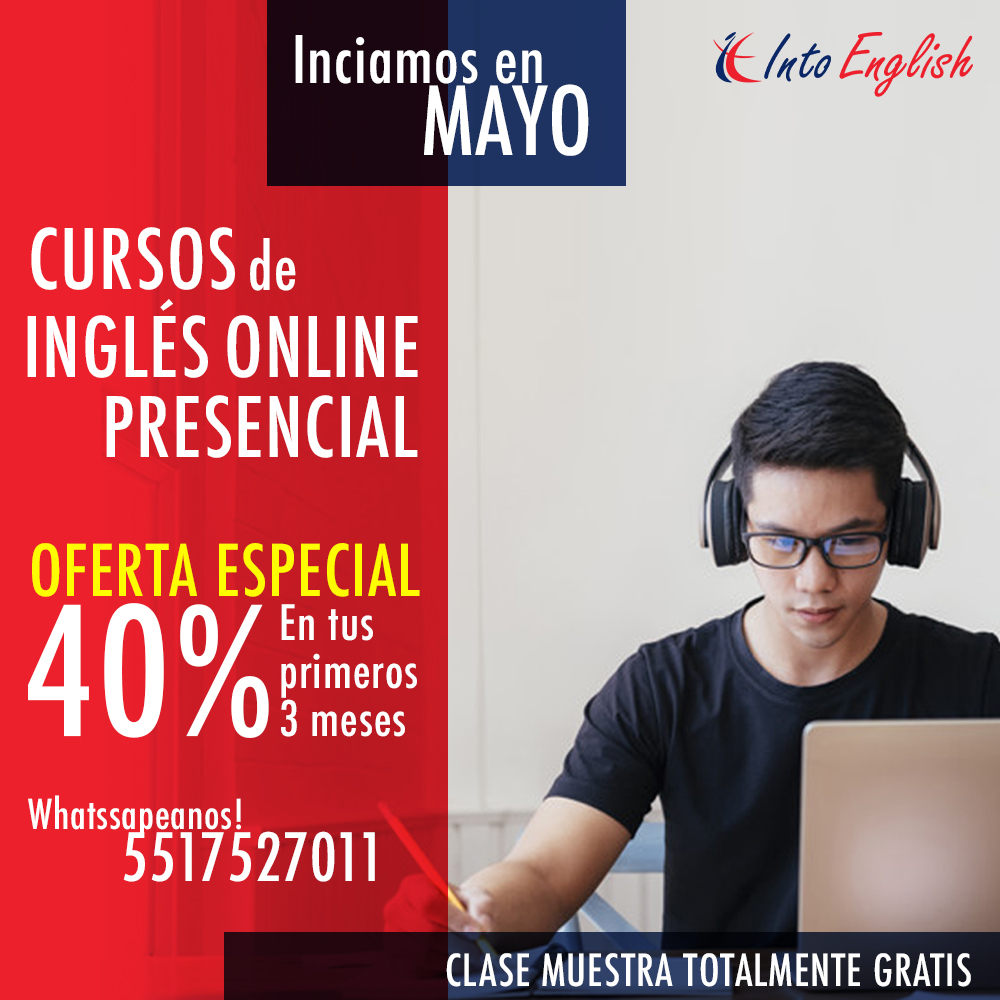 Inciamos en
MAYO
Into English
CURSOS de
INGLÉS ONLINE
PRESENCIAL
OFERTA ESPECIAL
40%
En tus
primeros
3 meses
Whatssapeanos!
5517527011
CLASE MUESTRA TOTALMENTE GRATIS